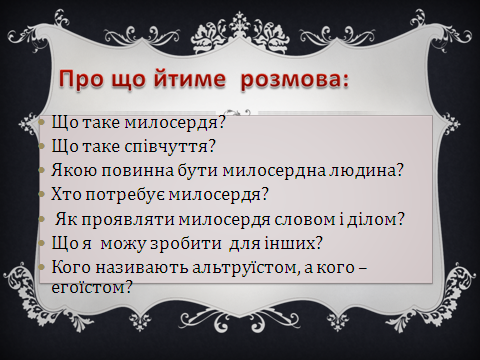 Про що йтиме розмова:
Що таке милосердя?
Що таке співчуття?
Якою повинна бути милосердна людина?
Хто потребує милосердя?
Як проявляти милосердя словом і ділом?
Що я можу зробити для інших?
Кого називають альтруїстом, а кого –
егоїстом?